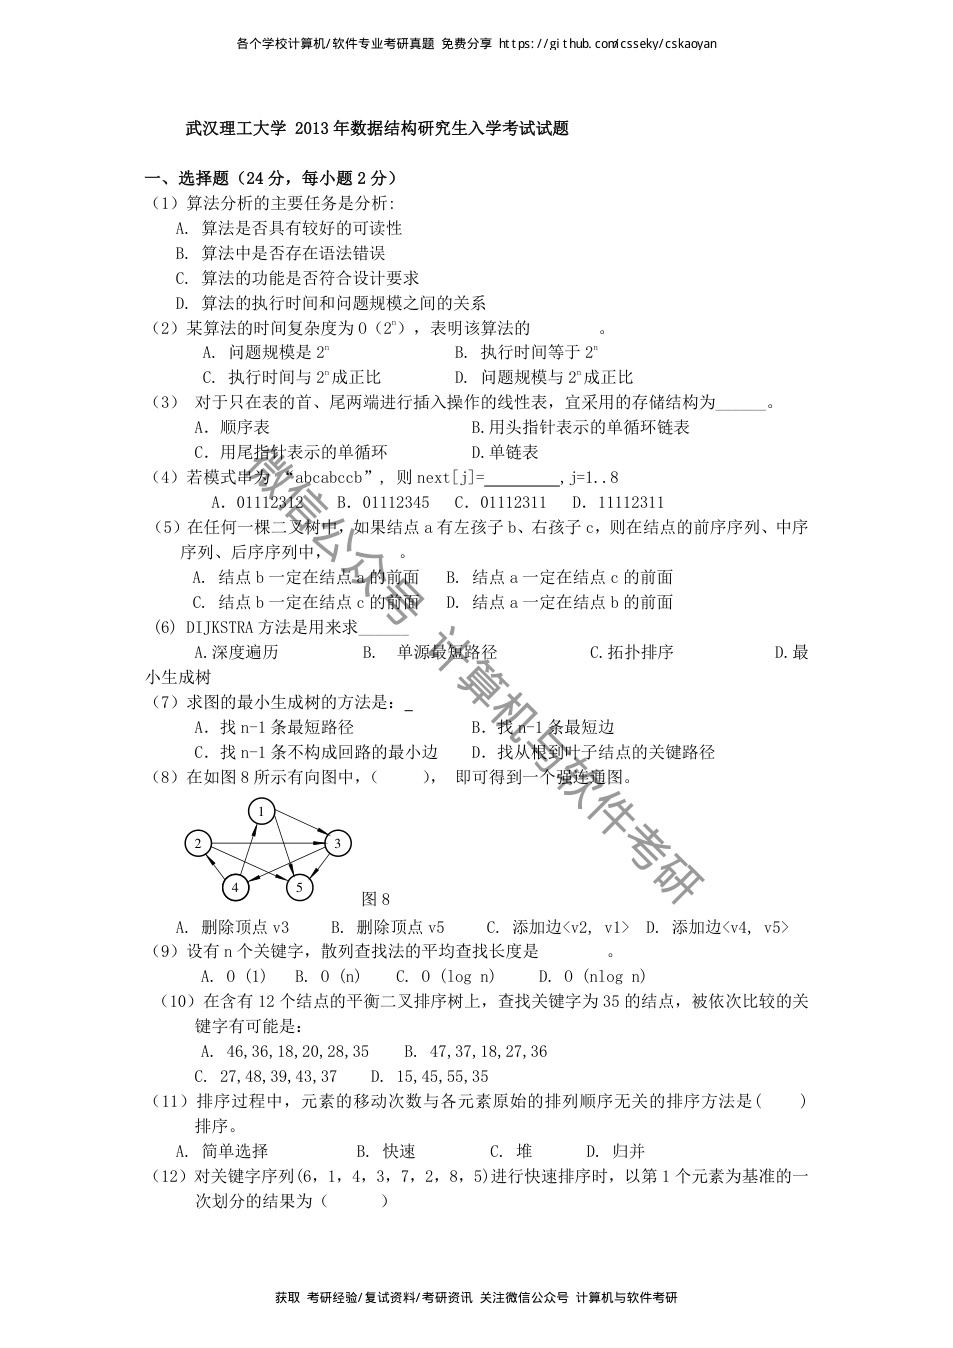 各个学校计算机/软件专业考研真题 免费分享 https://github.com/csseky/cskaoyan
武汉理工大学 2013 年数据结构研究生入学考试试题
一、选择题（24 分，每小题 2 分）
（1）算法分析的主要任务是分析:
A. 算法是否具有较好的可读性
B. 算法中是否存在语法错误
C. 算法的功能是否符合设计要求
D. 算法的执行时间和问题规模之间的关系
（2）某算法的时间复杂度为 O（2ⁿ），表明该算法的 。
A. 问题规模是 2ⁿ B. 执行时间等于 2ⁿ
C. 执行时间与 2ⁿ成正比 D. 问题规模与 2ⁿ成正比
（3） 对于只在表的首、尾两端进行插入操作的线性表，宜采用的存储结构为______。
A．顺序表 B.用头指针表示的单循环链表
C．用尾指针表示的单循环 D.单链表
（4）若模式串为 “abcabccb”, 则 next[j]=_________,j=1..8
A．01112312 B．01112345 C．01112311 D．11112311
（5）在任何一棵二叉树中,如果结点 a 有左孩子 b、右孩子 c，则在结点的前序序列、中序
序列、后序序列中, 。
A. 结点 b 一定在结点 a 的前面 B. 结点 a 一定在结点 c 的前面
C. 结点 b 一定在结点 c 的前面 D. 结点 a 一定在结点 b 的前面
(6) DIJKSTRA 方法是用来求______
A.深度遍历 B. 单源最短路径 C.拓扑排序 D.最
小生成树
（7）求图的最小生成树的方法是：_
A．找 n-1 条最短路径 B．找 n-1 条最短边
C．找 n-1 条不构成回路的最小边 D．找从根到叶子结点的关键路径
（8）在如图 8 所示有向图中，（ ）， 即可得到一个强连通图。
1
2 3
4 5
图 8
A. 删除顶点 v3 B. 删除顶点 v5 C. 添加边<v2, v1> D. 添加边<v4, v5>
（9）设有 n 个关键字，散列查找法的平均查找长度是 。
A. O (1) B. O (n) C. O (log n) D. O (nlog n)
（10）在含有 12 个结点的平衡二叉排序树上，查找关键字为 35 的结点，被依次比较的关
键字有可能是：
A. 46,36,18,20,28,35 B. 47,37,18,27,36
C. 27,48,39,43,37 D. 15,45,55,35
（11）排序过程中，元素的移动次数与各元素原始的排列顺序无关的排序方法是( )
排序。
A. 简单选择 B. 快速 C. 堆 D. 归并
（12）对关键字序列(6，1，4，3，7，2，8，5)进行快速排序时，以第 1 个元素为基准的一
次划分的结果为（ ）
微信公众号 计算机与软件考研
获取 考研经验/复试资料/考研资讯 关注微信公众号 计算机与软件考研